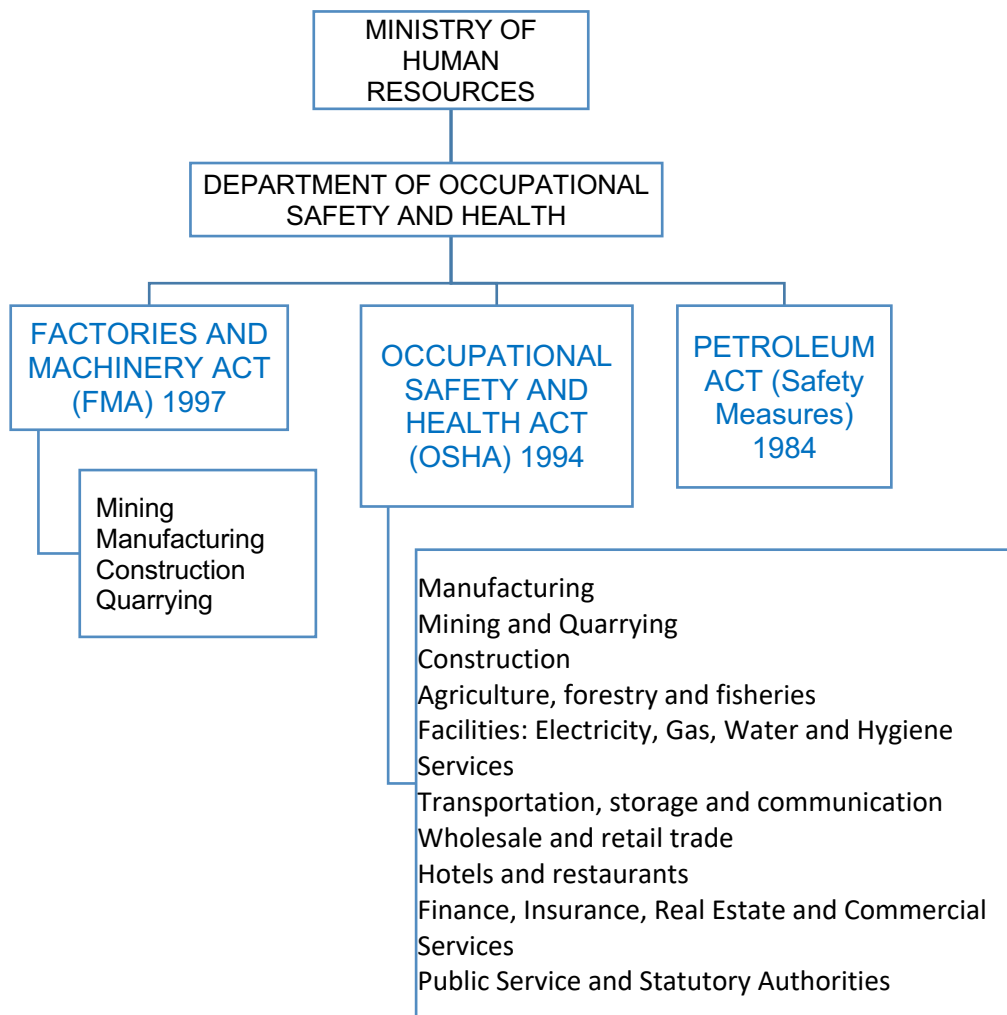 MINISTRY OF
HUMAN
RESOURCES
DEPARTMENT OF OCCUPATIONAL
SAFETY AND HEALTH
FACTORIES AND
MACHINERY ACT
(FMA) 1997
OCCUPATIONAL
SAFETY AND
HEALTH ACT
(OSHA) 1994
PETROLEUM
ACT (Safety
Measures)
1984
Mining
Manufacturing
Construction
Quarrying
Manufacturing
Mining and Quarrying
Construction
Agriculture, forestry and fisheries
Facilities: Electricity, Gas, Water and Hygiene
Services
Transportation, storage and communication
Wholesale and retail trade
Hotels and restaurants
Finance, Insurance, Real Estate and Commercial
Services
Public Service and Statutory Authorities